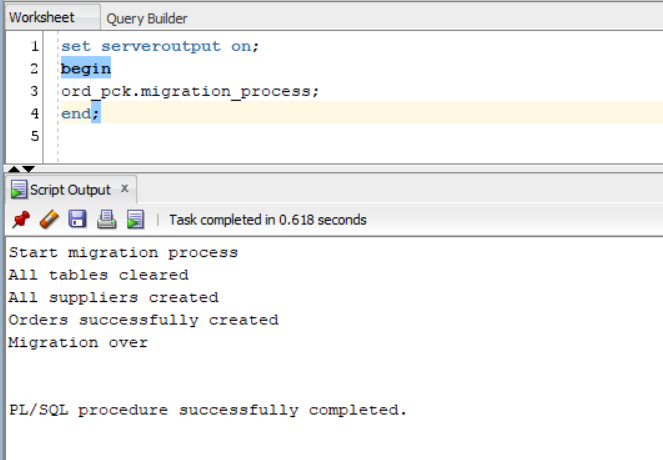 Worksheet Query Builder
1 set serveroutput on;
2 begin
3 ord_pck.migration_process;
4 end;
5
Script Output x
Task completed in 0.618 seconds
Start migration process
All tables cleared
All suppliers created
Orders successfully created
Migration over
PL/SQL procedure successfully completed.